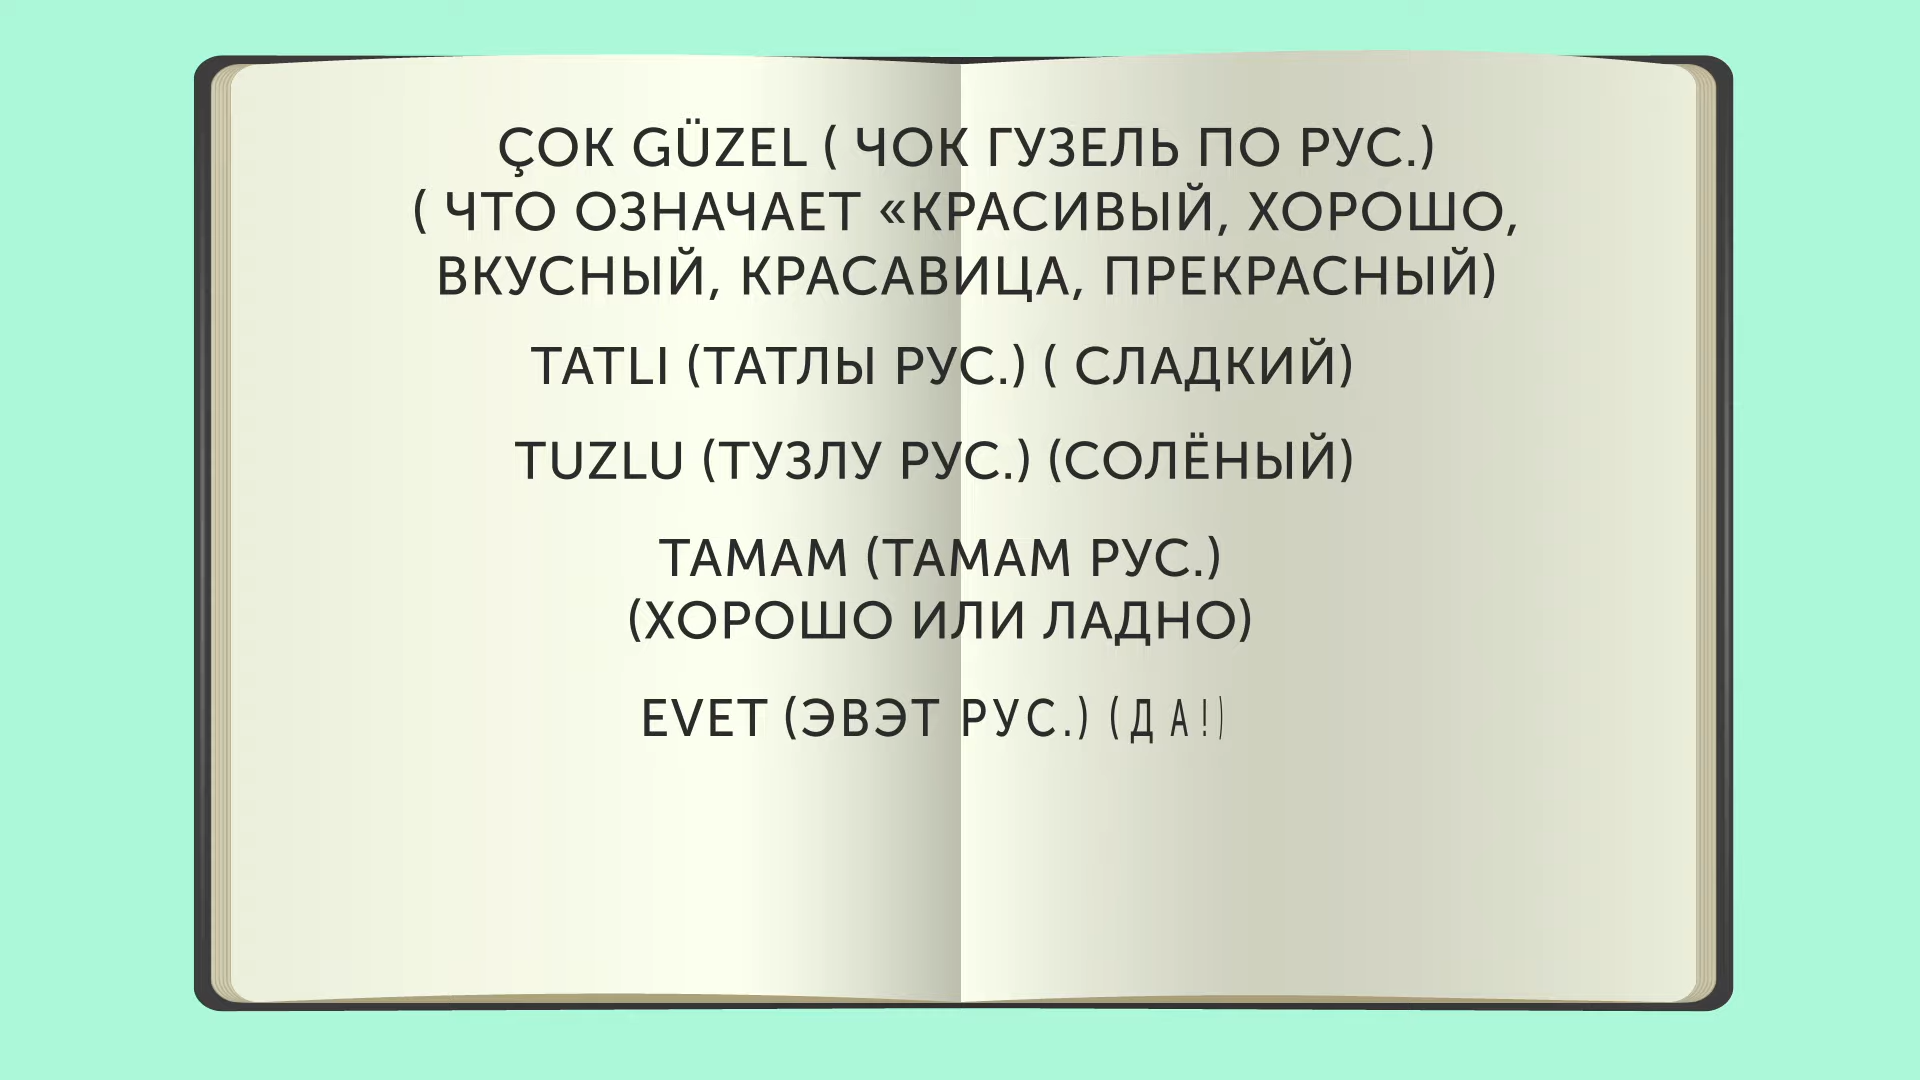 ÇOK GÜZEL ( ЧОК ГУЗЕЛЬ ПО РУС.)
( ЧТО ОЗНАЧАЕТ «КРАСИВЫЙ, ХОРОШО,
ВКУСНЫЙ, КРАСАВИЦА, ПРЕКРАСНЫЙ)
TATLI (ТАТЛЫ РУС.) ( СЛАДКИЙ)
TUZLU (ТУЗЛУ РУС.) (СОЛЁНЫЙ)
TAMAM (ТАМАМ РУС.)
(ХОРОШО ИЛИ ЛАДНО)
EVET (ЭВЭТ РУС.) (ДА!)